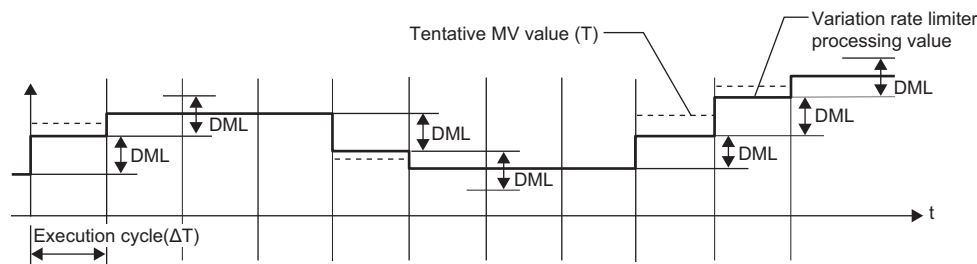 Tentative MV value (T)
Variation rate limiter
processing value
DML
DML
DML
DML
DML
DML
DML
DML
t
Execution cycle(ΔT)